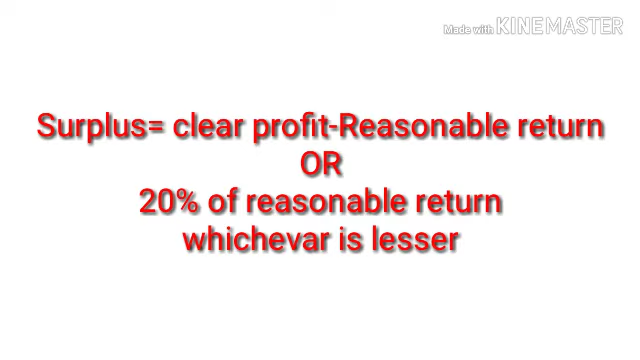 Made with KINEMASTER
Surplus= clear profit-Reasonable return
OR
20% of reasonable return
whichevar is lesser